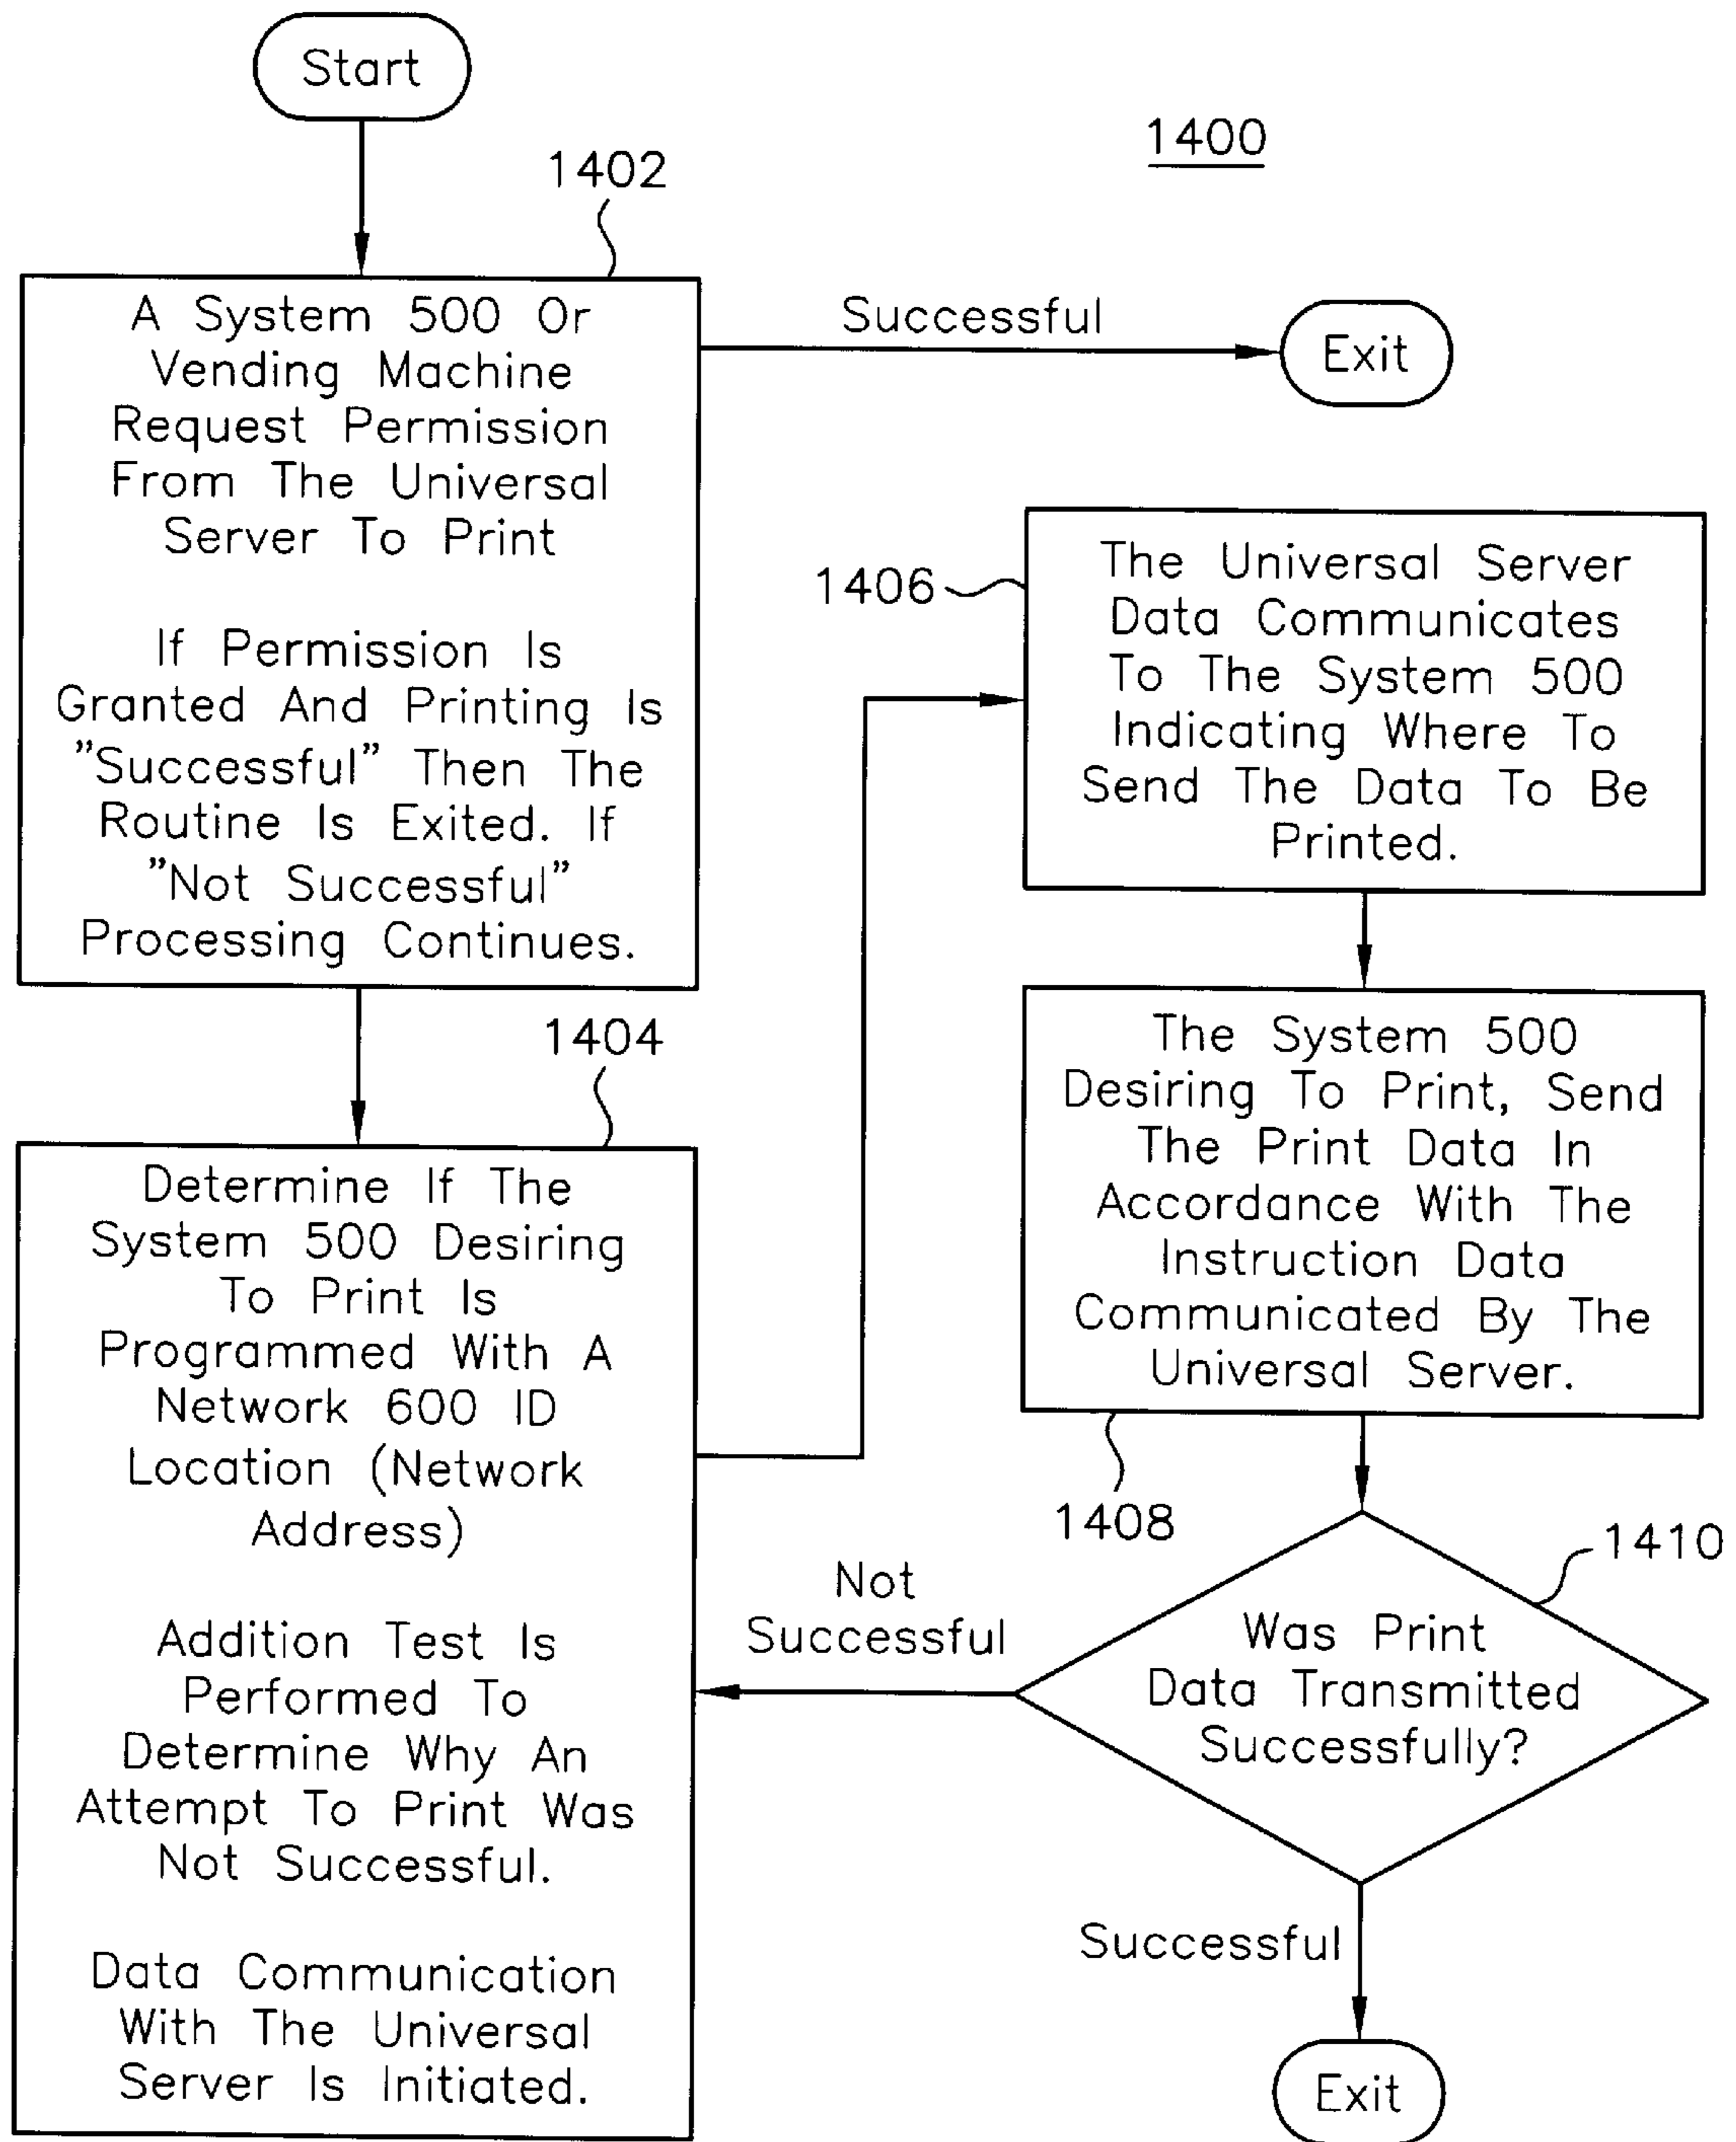 Start
1400
1402
A System 500 Or
Vending Machine
Request Permission
From The Universal
Server To Print
If Permission Is
Granted And Printing Is
"Successful" Then The
Routine Is Exited. If
"Not Successful"
Processing Continues.
Successful
Exit
1404
Determine If The
System 500 Desiring
To Print Is
Programmed With A
Network 600 ID
Location (Network
Address)
Addition Test Is
Performed To
Determine Why An
Attempt To Print Was
Not Successful.
Data Communication
With The Universal
Server Is Initiated.
1406
The Universal Server
Data Communicates
To The System 500
Indicating Where To
Send The Data To Be
Printed.
The System 500
Desiring To Print, Send
The Print Data In
Accordance With The
Instruction Data
Communicated By The
Universal Server.
1408
1410
Was Print
Data Transmitted
Successfully?
Not
Successful
Successful
Exit